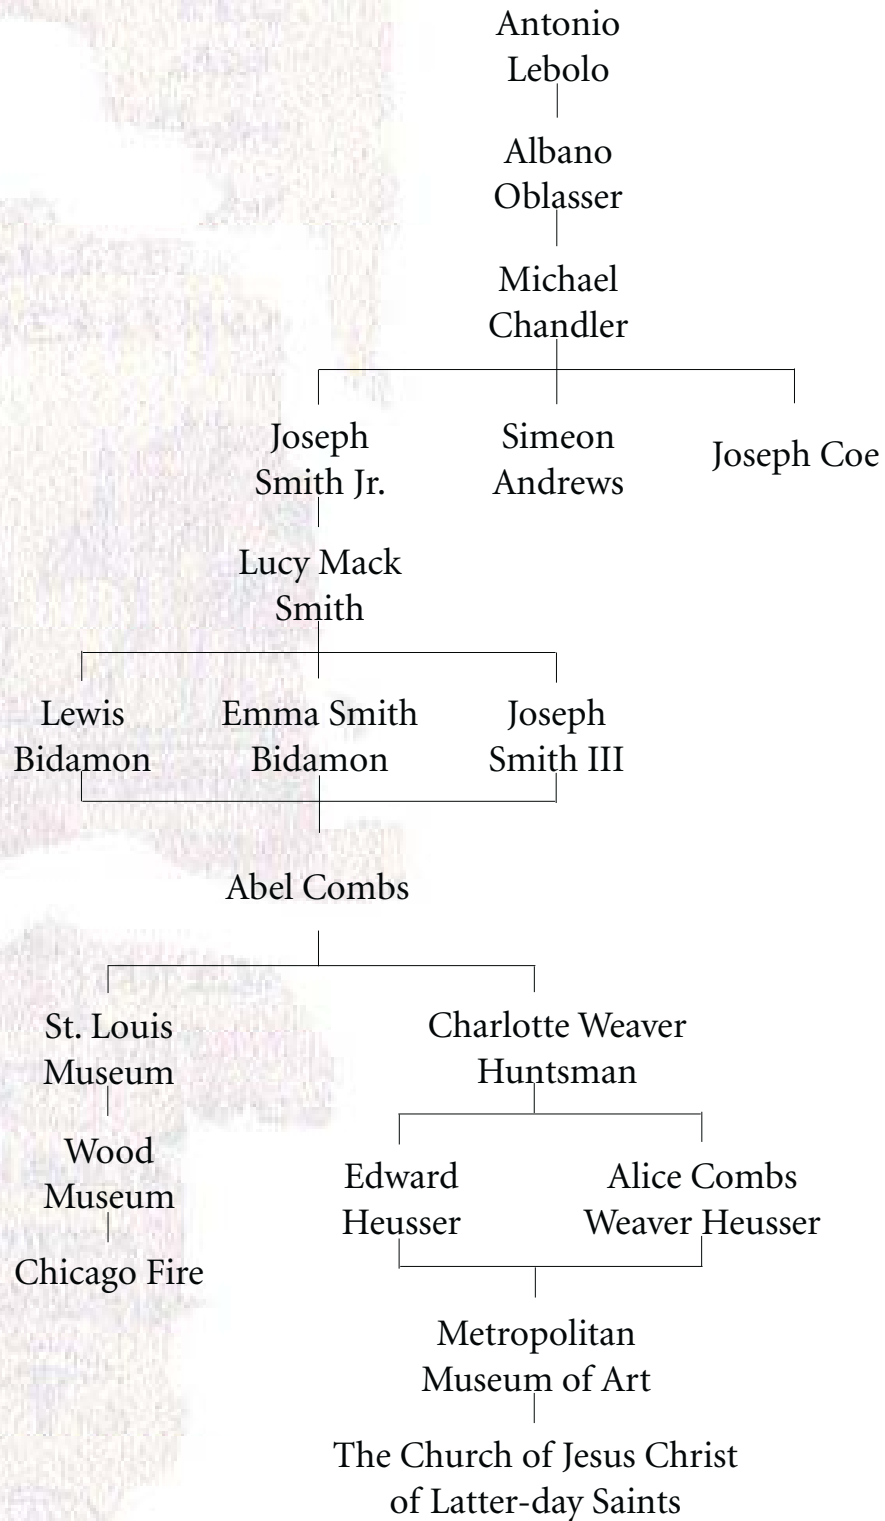 Antonio
Lebolo
Albano
Oblasser
Michael
Chandler
Joseph
Smith Jr.
Simeon
Andrews
Joseph Coe
Lucy Mack
Smith
Lewis
Bidamon
Emma Smith
Bidamon
Joseph
Smith III
Abel Combs
St. Louis
Museum
Charlotte Weaver
Huntsman
Wood
Museum
Edward
Heusser
Alice Combs
Weaver Heusser
Chicago Fire
Metropolitan
Museum of Art
The Church of Jesus Christ
of Latter-day Saints